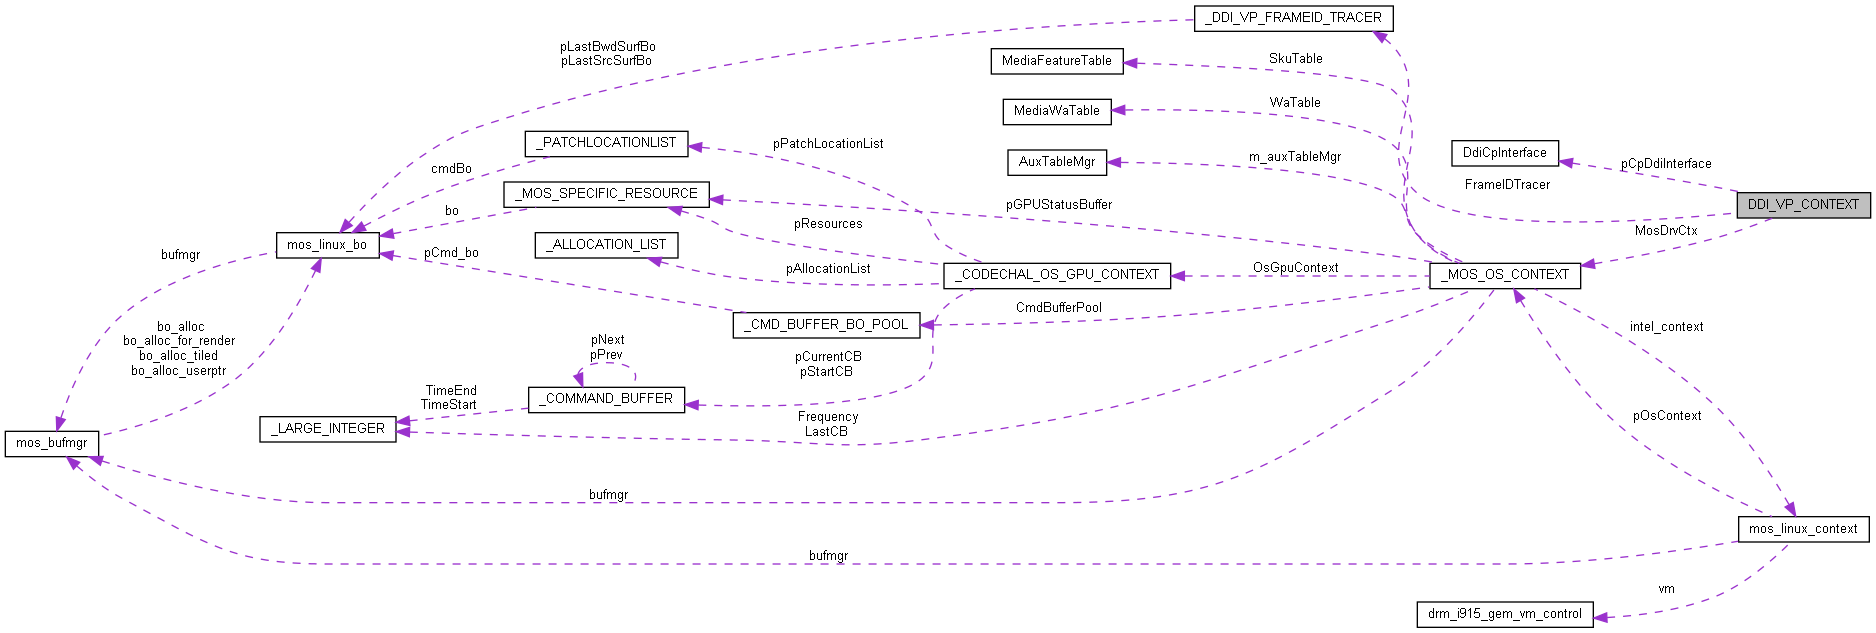 _DDI_VP_FRAMEID_TRACER
pLastBwdSurfBo
pLastSrcSurfBo
MediaFeatureTable
SkuTable
MediaWaTable
WaTable
_PATCHLOCATIONLIST
pPatchLocationList
AuxTableMgr
m_auxTableMgr
DdiCpInterface
pCpDdiInterface
cmdBo
FrameIDTracer
_MOS_SPECIFIC_RESOURCE
pGPUStatusBuffer
DDI_VP_CONTEXT
bo
pResources
MosDrvCtx
mos_linux_bo
_ALLOCATION_LIST
bufmgr
pCmd_bo
pAllocationList
_CODECHAL_OS_GPU_CONTEXT
OsGpuContext
_MOS_OS_CONTEXT
CmdBufferPool
_CMD_BUFFER_BO_POOL
intel_context
bo_alloc
bo_alloc_for_render
bo_alloc_tiled
bo_alloc_userptr
pNext
pPrev
pCurrentCB
pStartCB
TimeEnd
TimeStart
_COMMAND_BUFFER
Frequency
LastCB
pOsContext
_LARGE_INTEGER
mos_bufmgr
bufmgr
mos_linux_context
bufmgr
vm
drm_i915_gem_vm_control